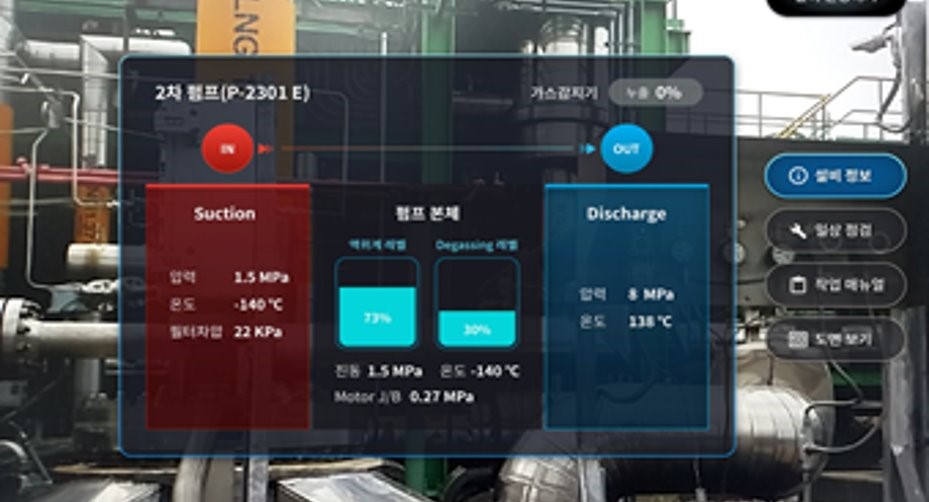 LNG
2차 펌프(P-2301 E)
가스감지기 누출 0%
IN
OUT
Suction
압력 1.5 MPa
온도 -140 ℃
필터차압 22 KPa
펌프 본체
액위계 레벨 Degassing 레벨
73% 30%
진동 1.5 MPa 온도 -140 ℃
Motor J/B 0.27 MPa
Discharge
압력 8 MPa
온도 138 ℃
설비 정보
일상 점검
작업 매뉴얼
도면 보기